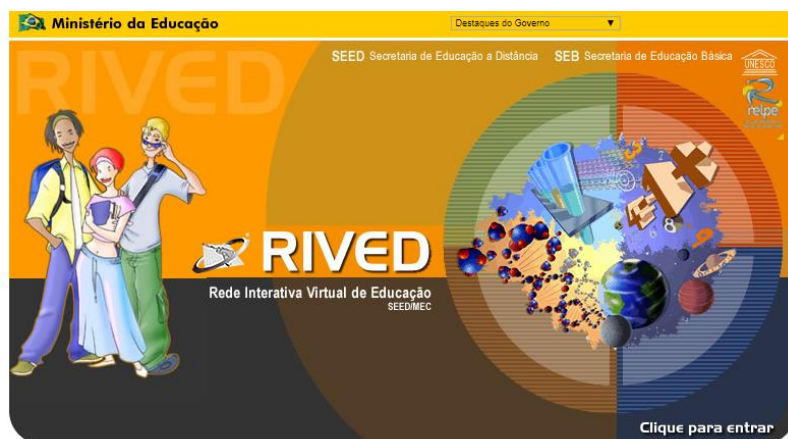 Ministério da Educação
Destaques do Governo
SEED Secretaria de Educação a Distância SEB Secretaria de Educação Básica
UNESCO
RIVED
relpe
RIVED
Rede Interativa Virtual de Educação
SEED/MEC
Clique para entrar